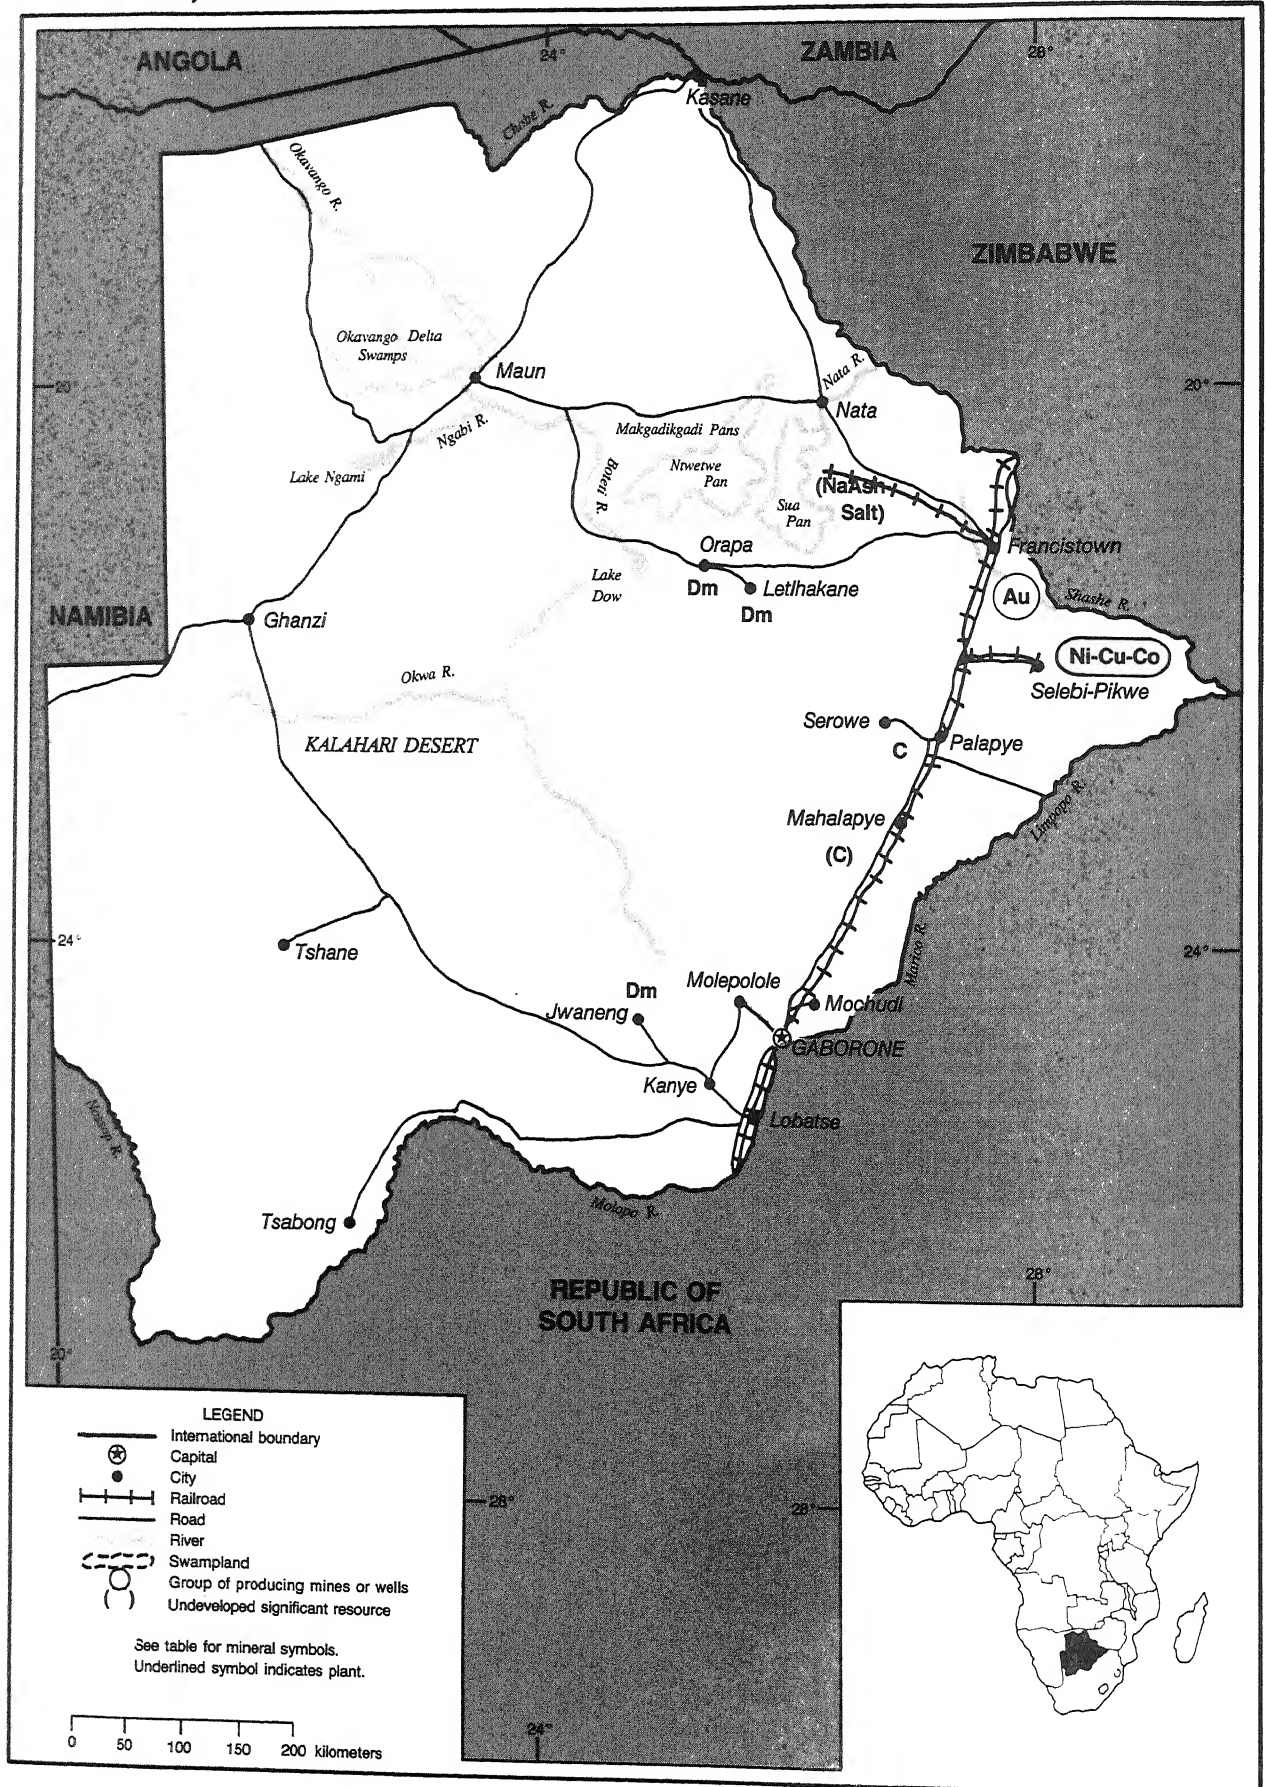 ANGOLA
24°
ZAMBIA
28°
Kasane
Chobe R.
Okavango R.
ZIMBABWE
Okavango Delta
Swamps
Maun
20°
20°
Nata R.
Nata
Ngabi R.
Makgadikgadi Pans
Lake Ngami
Boteti R.
Ntwetwe
Pan
Sua
Pan
(NaAsh
Salt)
Orapa
Francistown
Dm
Letlhakane
Dm
Lake
Dow
Au
Shashe R.
NAMIBIA
Ghanzi
Ni-Cu-Co
Selebi-Pikwe
Okwa R.
Serowe
KALAHARI DESERT
C
Palapye
Limpopo R.
Mahalapye
(C)
24°
Tshane
24°
Marico R.
Molepolole
Dm
Jwaneng
Mochudi
GABORONE
Kanye
Lobatse
Nossop R.
Molopo R.
Tsabong
REPUBLIC OF
SOUTH AFRICA
28°
20°
LEGEND
International boundary
Capital
City
Railroad
Road
River
Swampland
Group of producing mines or wells
( ) Undeveloped significant resource
See table for mineral symbols.
Underlined symbol indicates plant.
0 50 100 150 200 kilometers
28°
28°
24°